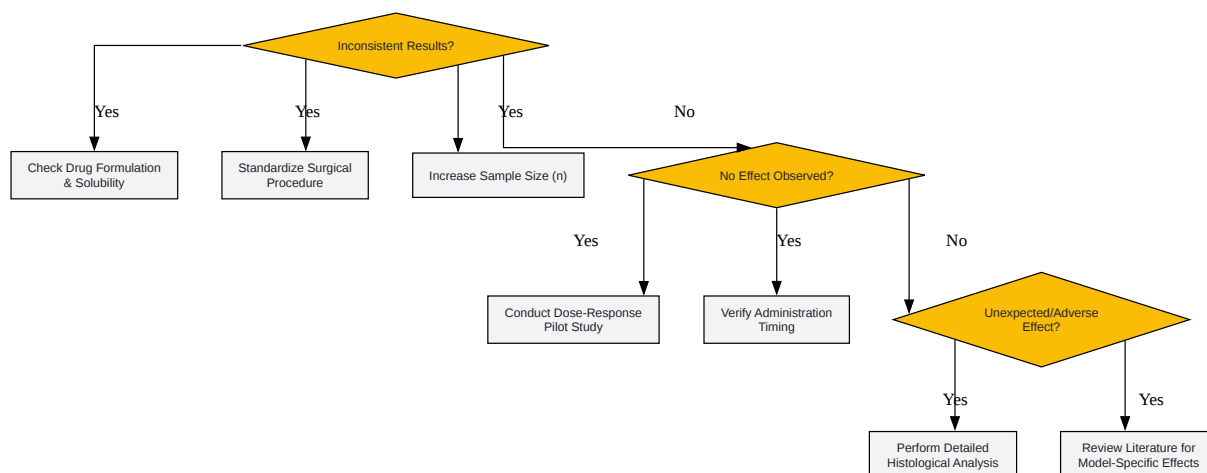 Inconsistent Results?
Yes
Yes
Yes
No
Check Drug Formulation
& Solubility
Standardize Surgical
Procedure
Increase Sample Size (n)
No Effect Observed?
Yes
Yes
No
Conduct Dose-Response
Pilot Study
Verify Administration
Timing
Unexpected/Adverse
Effect?
Yes
Yes
Perform Detailed
Histological Analysis
Review Literature for
Model-Specific Effects